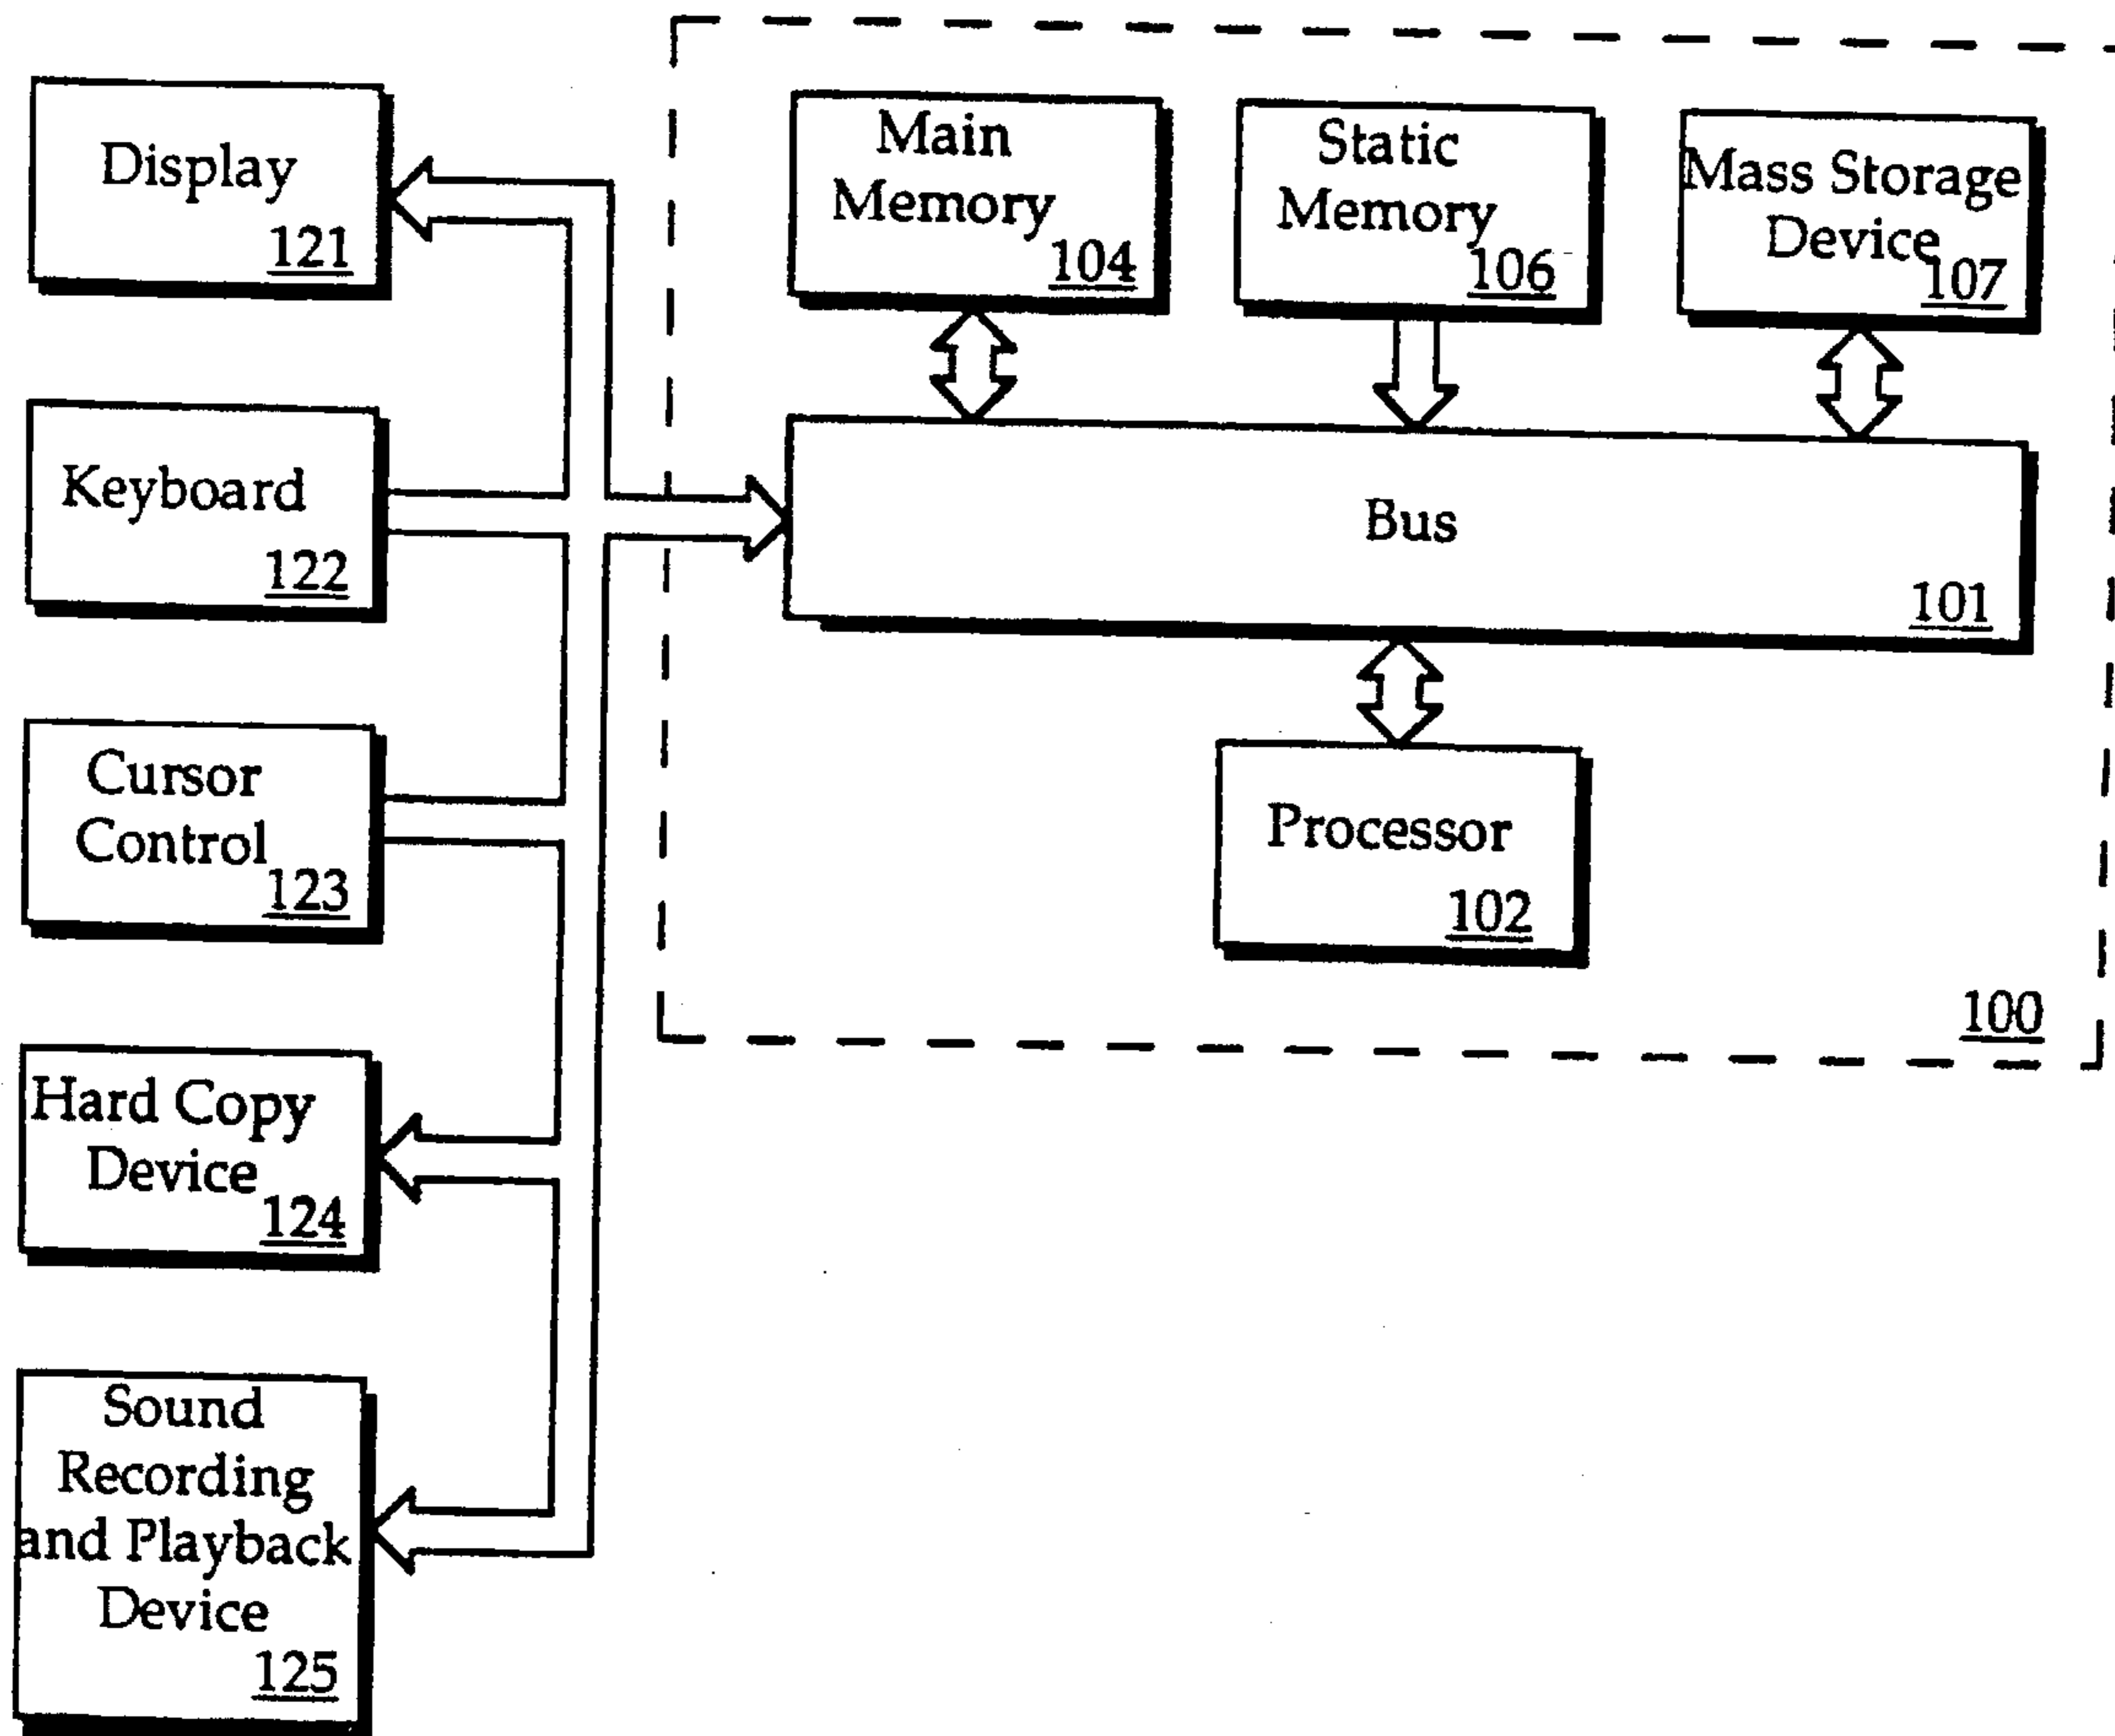 Display
121
Keyboard
122
Cursor
Control
123
Hard Copy
Device
124
Sound
Recording
and Playback
Device
125
Main
Memory
104
Static
Memory
106
Mass Storage
Device
107
Bus
101
Processor
102
100